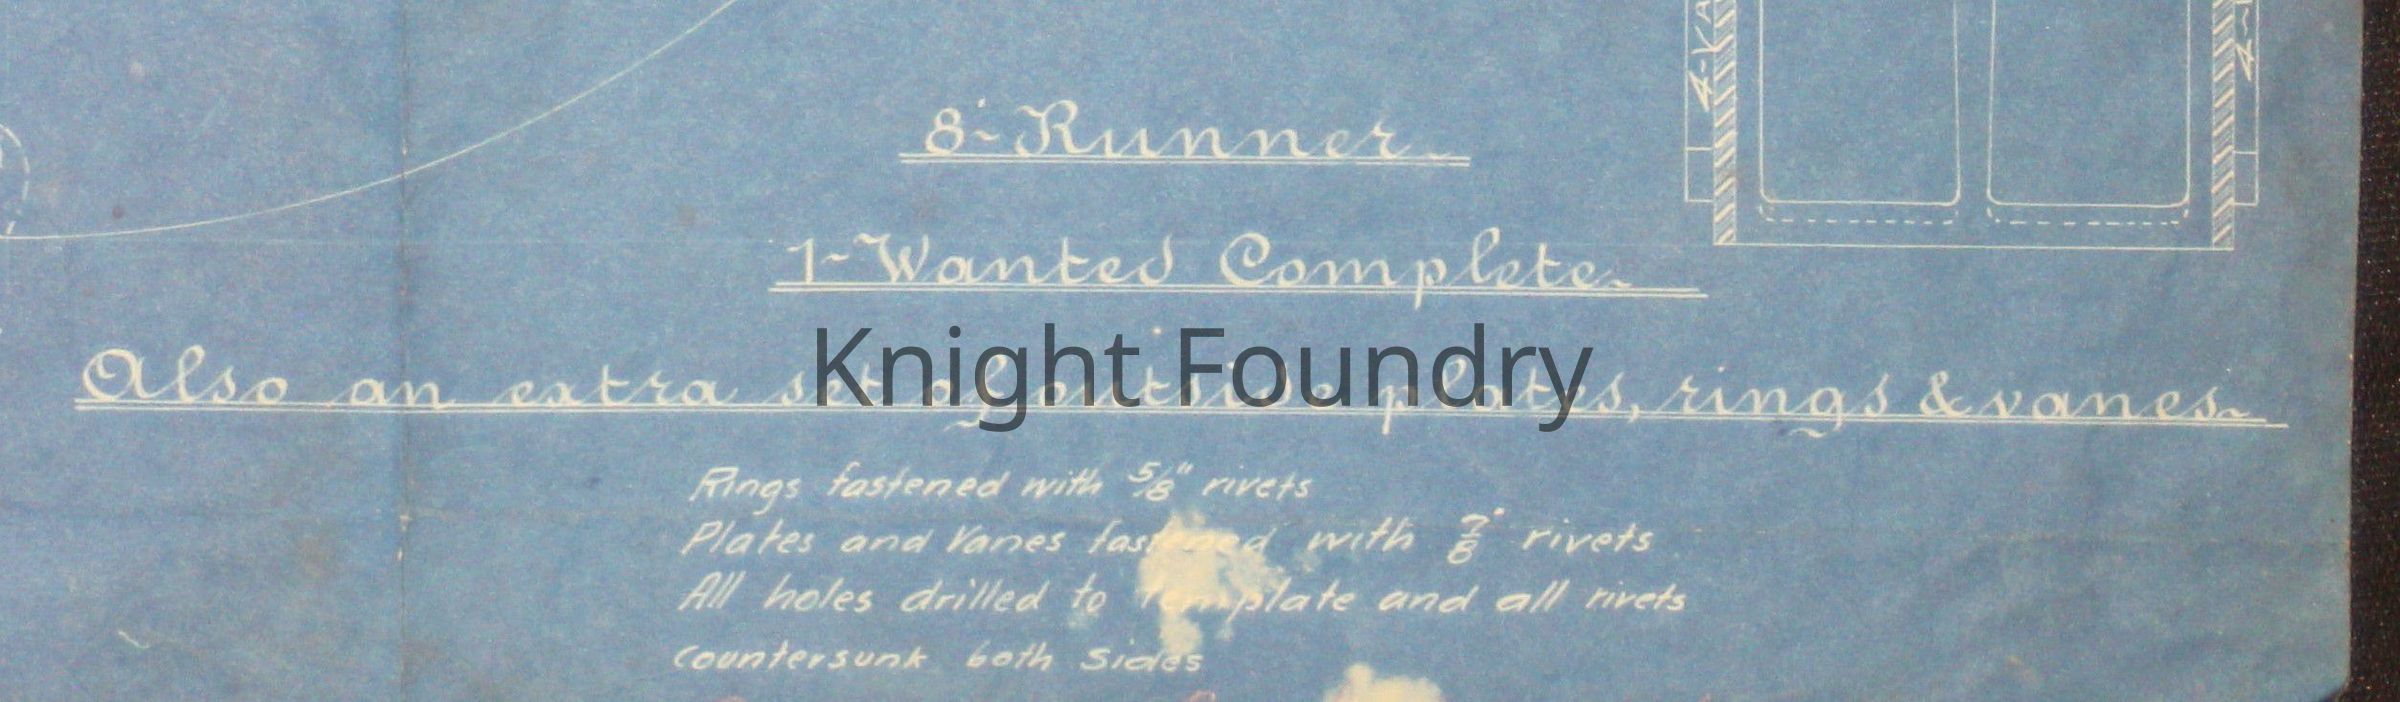 8' Runner.
1-Wanted Complete.
Knight Foundry
Also an extra set of outside plates, rings & vanes.
Rings fastened with 5/8" rivets
Plates and Vanes fastened with 7/8" rivets
All holes drilled to Template and all rivets
countersunk both sides